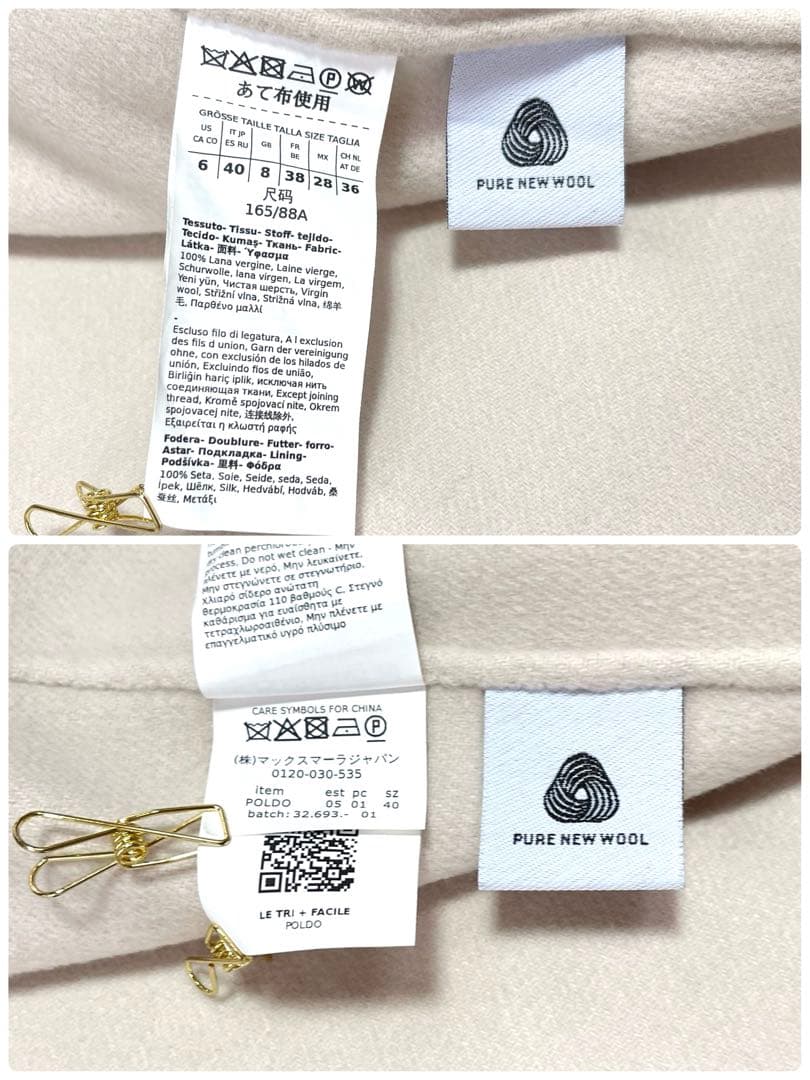 あて布使用
GRÖSSE TAILLE TALLA SIZE TAGLIA
US CA CO | IT JP ES RU | GB | FR BE | MX | CH NL AT DE
6 | 40 | 8 | 38 | 28 | 36
尺码
165/88A
Tessuto- Tissu- Stoff- tejido-
Tecido- Kumaş- Ткань- Fabric-
Látka- 面料- Ύφασμα
100% Lana vergine, Laine vierge,
Schurwolle, lana virgen, La virgem,
Yeni yün, Чистая шерсть, Virgin
wool, Střižní vlna, Strižná vlna, 绵羊
毛, Παρθένο μαλλί
-
Escluso filo di legatura, A l exclusion
des fils d union, Garn der vereinigung
ohne, con exclusión de los hilados de
unión, Excluindo fios de união,
Birliğin hariç iplik, исключая нить
соединяющая ткани, Except joining
thread, Kromě spojovací nite, Okrem
spojovacej nite, 连接线除外,
Εξαιρείται η κλωστή ραφής
Fodera- Doublure- Futter- forro-
Astar- Подкладка- Lining-
Podšívka- 里料- Φόδρα
100% Seta, Soie, Seide, seda, Seda,
İpek, Шёлк, Silk, Hedvábí, Hodváb, 桑
蚕丝, Μετάξι
PURE NEW WOOL
process, Do not wet clean - Μην
πλένετε με νερό, Μην λευκαίνετε,
Μην στεγνώνετε σε στεγνωτήριο,
Χλιαρό σίδερο ανώτατη
θερμοκρασία 110 βαθμούς C, Στεγνό
καθάρισμα για ευαίσθητα με
τετραχλωροαιθένιο, Μην πλένετε με
επαγγελματικό υγρό πλύσιμο
CARE SYMBOLS FOR CHINA
(株)マックスマーラジャパン
0120-030-535
item est pc sz
POLDO 05 01 40
batch: 32.693.- 01
LE TRI + FACILE
POLDO
PURE NEW WOOL